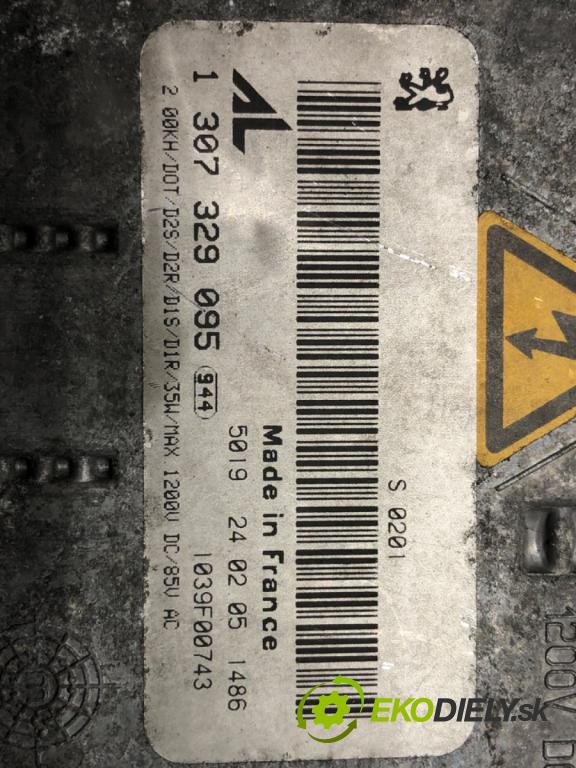 AL
1 307 329 095 944
2 00KH/DOT/D2S/D2R/D1S/D1R/35W/MAX 1200V DC/85V AC
Made in France
5019 24 02 05 1486
1039F00743
S 0201
1200V DC
EKODIELY.sk